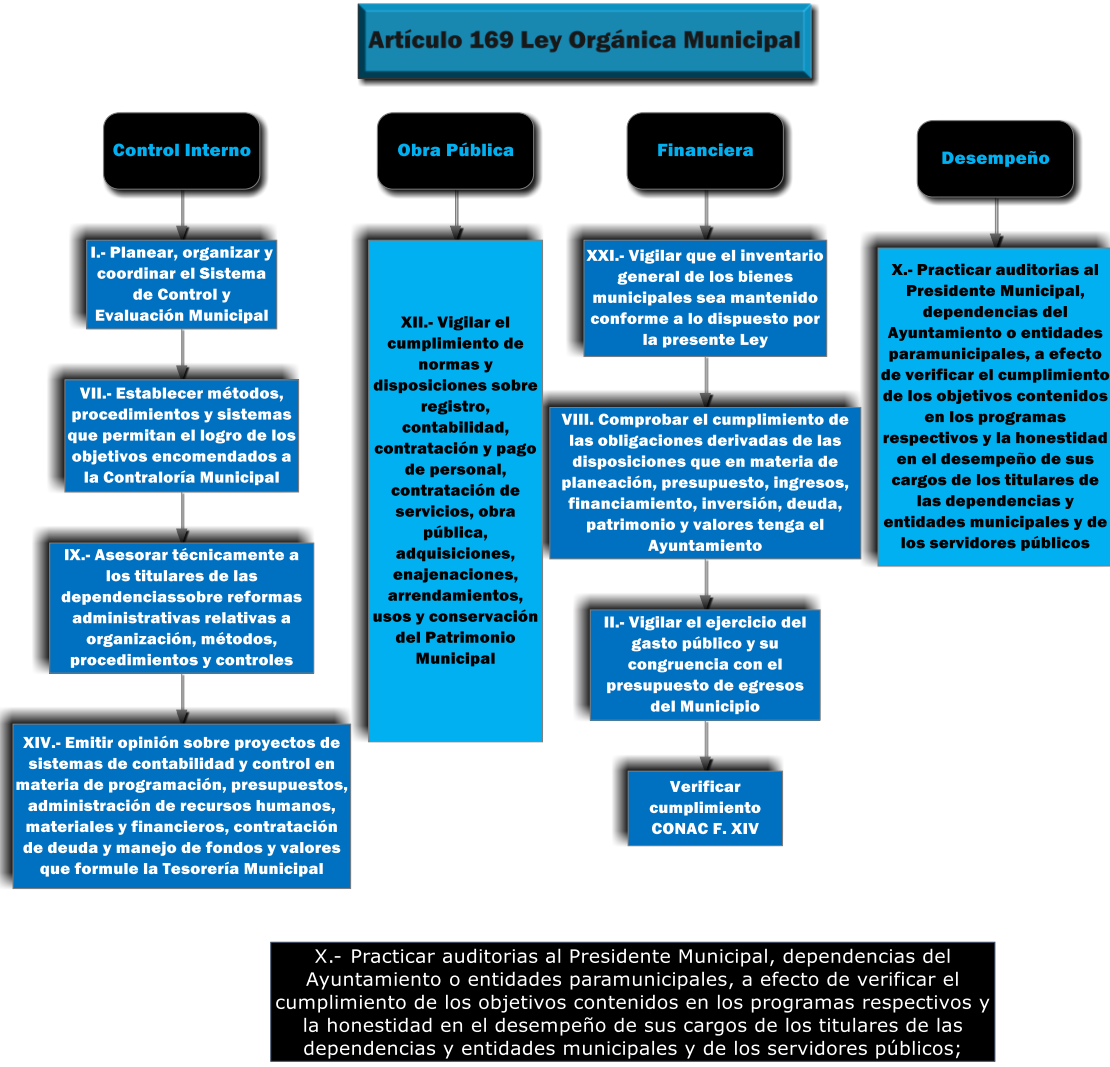 Artículo 169 Ley Orgánica Municipal
Control Interno
I.- Planear, organizar y
coordinar el Sistema
de Control y
Evaluación Municipal
VII.- Establecer métodos,
procedimientos y sistemas
que permitan el logro de los
objetivos encomendados a
la Contraloría Municipal
IX.- Asesorar técnicamente a
los titulares de las
dependenciassobre reformas
administrativas relativas a
organización, métodos,
procedimientos y controles
XIV.- Emitir opinión sobre proyectos de
sistemas de contabilidad y control en
materia de programación, presupuestos,
administración de recursos humanos,
materiales y financieros, contratación
de deuda y manejo de fondos y valores
que formule la Tesorería Municipal
Obra Pública
XII.- Vigilar el
cumplimiento de
normas y
disposiciones sobre
registro,
contabilidad,
contratación y pago
de personal,
contratación de
servicios, obra
pública,
adquisiciones,
enajenaciones,
arrendamientos,
usos y conservación
del Patrimonio
Municipal
Financiera
XXI.- Vigilar que el inventario
general de los bienes
municipales sea mantenido
conforme a lo dispuesto por
la presente Ley
VIII. Comprobar el cumplimiento de
las obligaciones derivadas de las
disposiciones que en materia de
planeación, presupuesto, ingresos,
financiamiento, inversión, deuda,
patrimonio y valores tenga el
Ayuntamiento
II.- Vigilar el ejercicio del
gasto público y su
congruencia con el
presupuesto de egresos
del Municipio
Verificar
cumplimiento
CONAC F. XIV
Desempeño
X.- Practicar auditorias al
Presidente Municipal,
dependencias del
Ayuntamiento o entidades
paramunicipales, a efecto
de verificar el cumplimiento
de los objetivos contenidos
en los programas
respectivos y la honestidad
en el desempeño de sus
cargos de los titulares de
las dependencias y
entidades municipales y de
los servidores públicos
X.- Practicar auditorias al Presidente Municipal, dependencias del
Ayuntamiento o entidades paramunicipales, a efecto de verificar el
cumplimiento de los objetivos contenidos en los programas respectivos y
la honestidad en el desempeño de sus cargos de los titulares de las
dependencias y entidades municipales y de los servidores públicos;